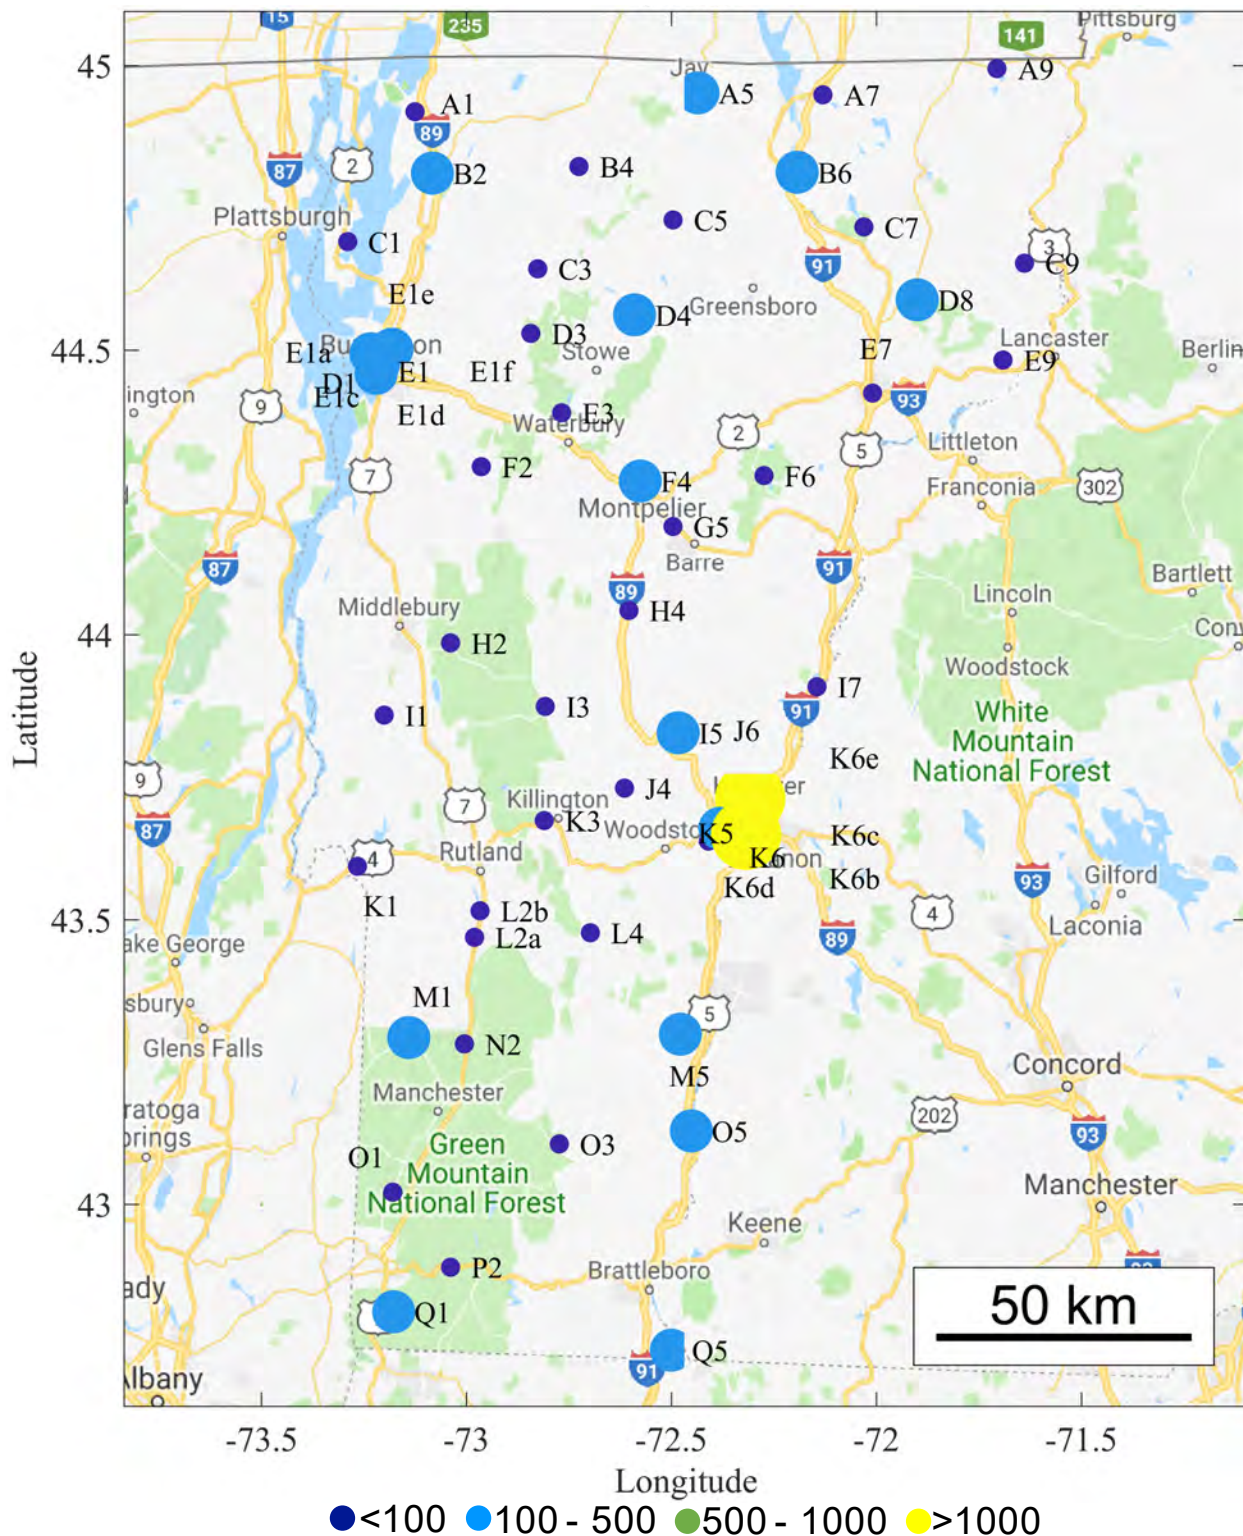 15
235
141
Pittsburg
45
Jay
A9
A5
A7
A1
89
2
87
B2
B4
B6
Plattsburgh
C1
C5
C7
3
C9
91
C3
E1e
Greensboro
D8
D4
D3
Stowe
44.5
E1a
E1
D1
E1c
E1d
E1f
E7
Lancaster
E9
Berlin
ington
9
93
E3
Waterbury
2
5
Littleton
7
F2
F4
F6
Franconia
302
Montpelier
G5
Barre
87
91
Bartlett
89
Middlebury
Lincoln
44
H4
H2
Woodstock
Con
I7
91
I1
I3
I5
J6
White
Mountain
National Forest
K6e
9
J4
7
Killington
87
K3
K5
K6c
Rutland
4
K6
non
K6b
K6d
93
Gilford
K1
L2b
4
43.5
L2a
L4
89
Laconia
ake George
M1
sbury
5
Glens Falls
N2
Concord
M5
Manchester
202
ratoga
prings
O5
93
O3
O1
Green
Mountain
National Forest
Manchester
43
Keene
P2
Brattleboro
ady
Q1
50 km
Q5
91
Albany
-73.5
-73
-72.5
-72
-71.5
Latitude
Longitude
<100 100 - 500 500 - 1000 >1000